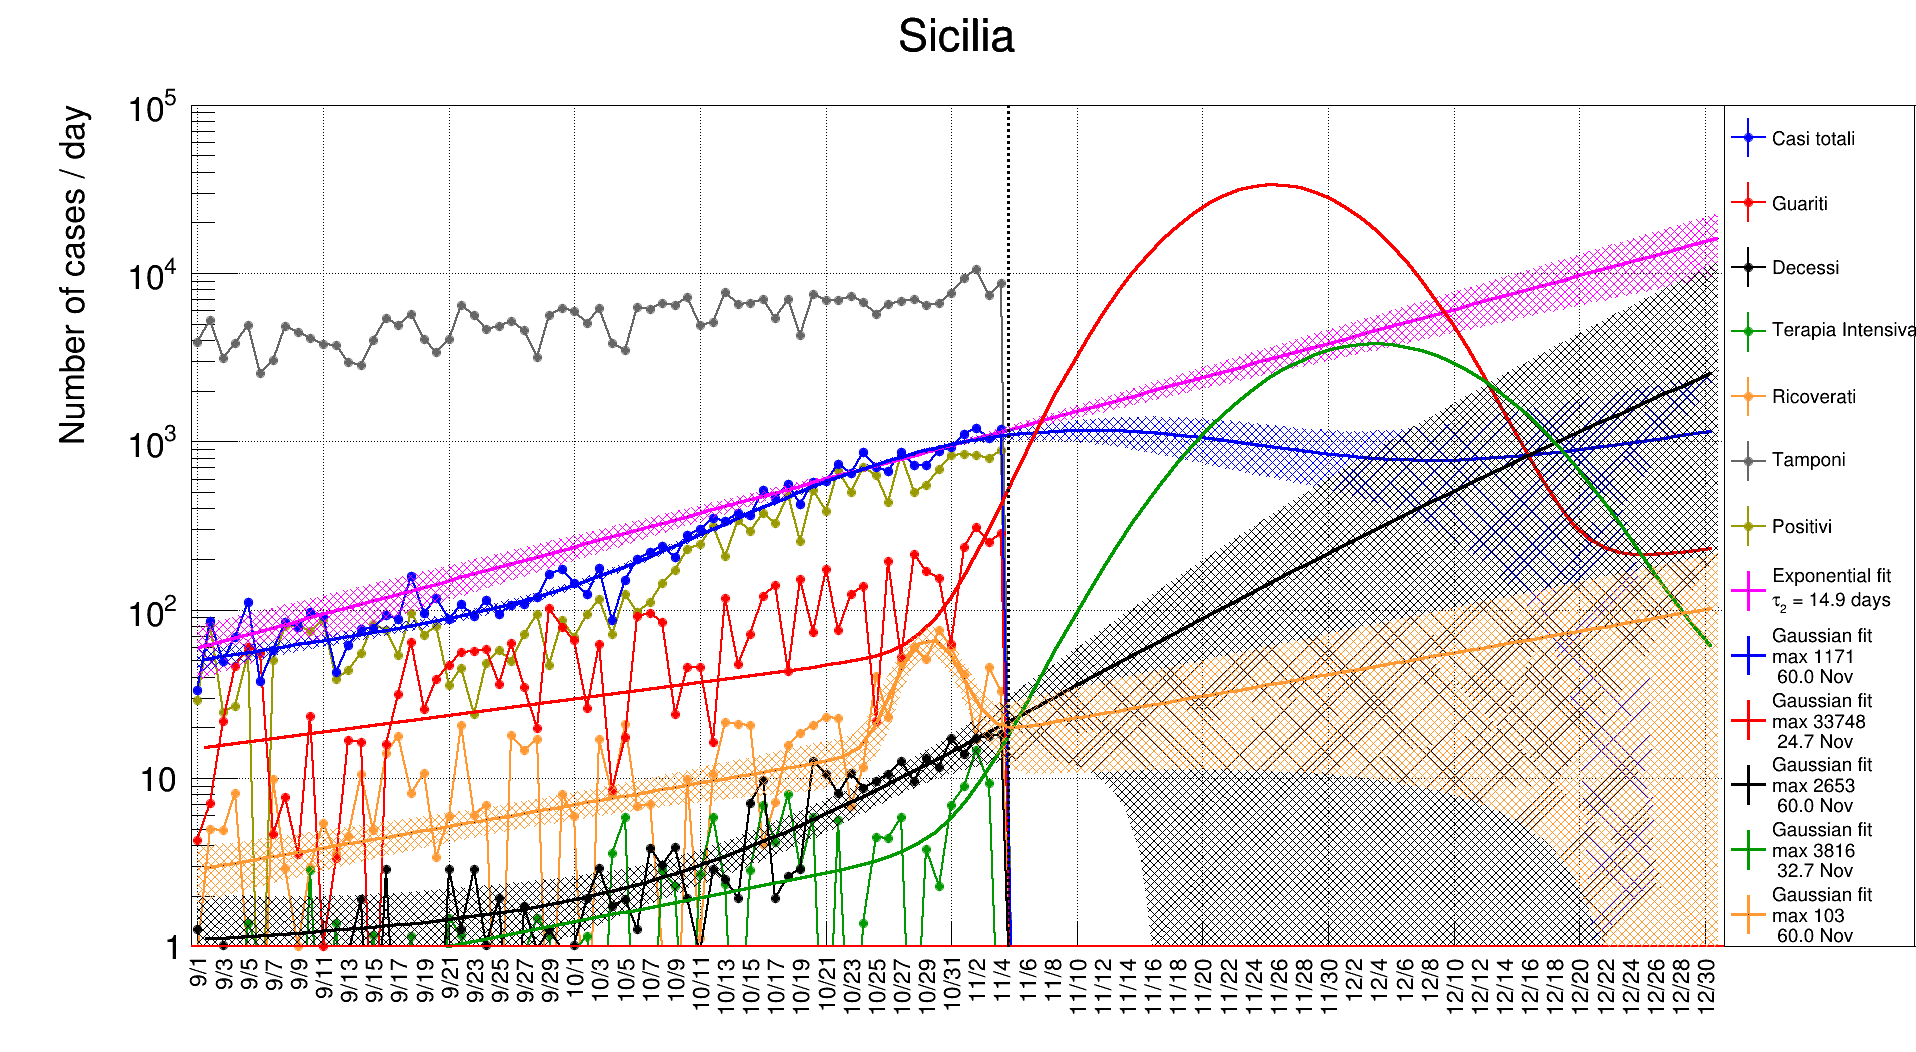 Sicilia
Number of cases / day
10^5
10^4
10^3
10^2
10
1
9/1
9/3
9/5
9/7
9/9
9/11
9/13
9/15
9/17
9/19
9/21
9/23
9/25
9/27
9/29
10/1
10/3
10/5
10/7
10/9
10/11
10/13
10/15
10/17
10/19
10/21
10/23
10/25
10/27
10/29
10/31
11/2
11/4
11/6
11/8
11/10
11/12
11/14
11/16
11/18
11/20
11/22
11/24
11/26
11/28
11/30
12/2
12/4
12/6
12/8
12/10
12/12
12/14
12/16
12/18
12/20
12/22
12/24
12/26
12/28
12/30
Casi totali
Guariti
Decessi
Terapia Intensiva
Ricoverati
Tamponi
Positivi
Exponential fit
τ₂ = 14.9 days
Gaussian fit
max 1171
60.0 Nov
Gaussian fit
max 33748
24.7 Nov
Gaussian fit
max 2653
60.0 Nov
Gaussian fit
max 3816
32.7 Nov
Gaussian fit
max 103
60.0 Nov